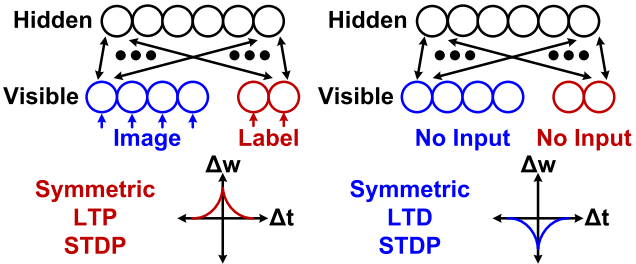 Hidden
Visible
Image Label
Symmetric
LTP
STDP
Δw
Δt
Hidden
Visible
No Input No Input
Symmetric
LTD
STDP
Δw
Δt